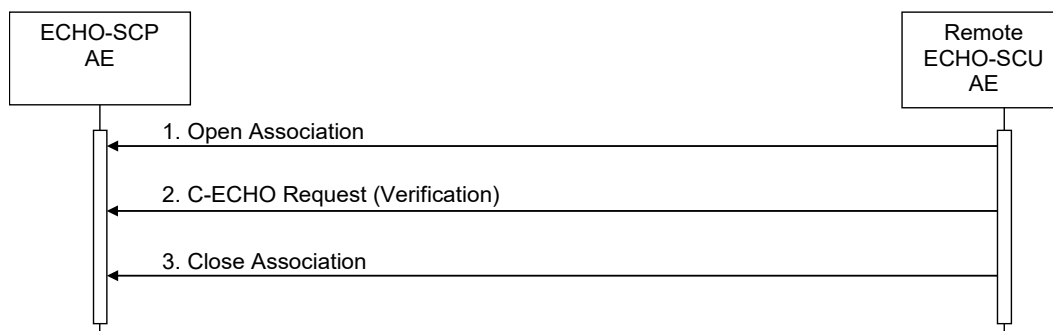 ECHO-SCP
AE
Remote
ECHO-SCU
AE
1. Open Association
2. C-ECHO Request (Verification)
3. Close Association